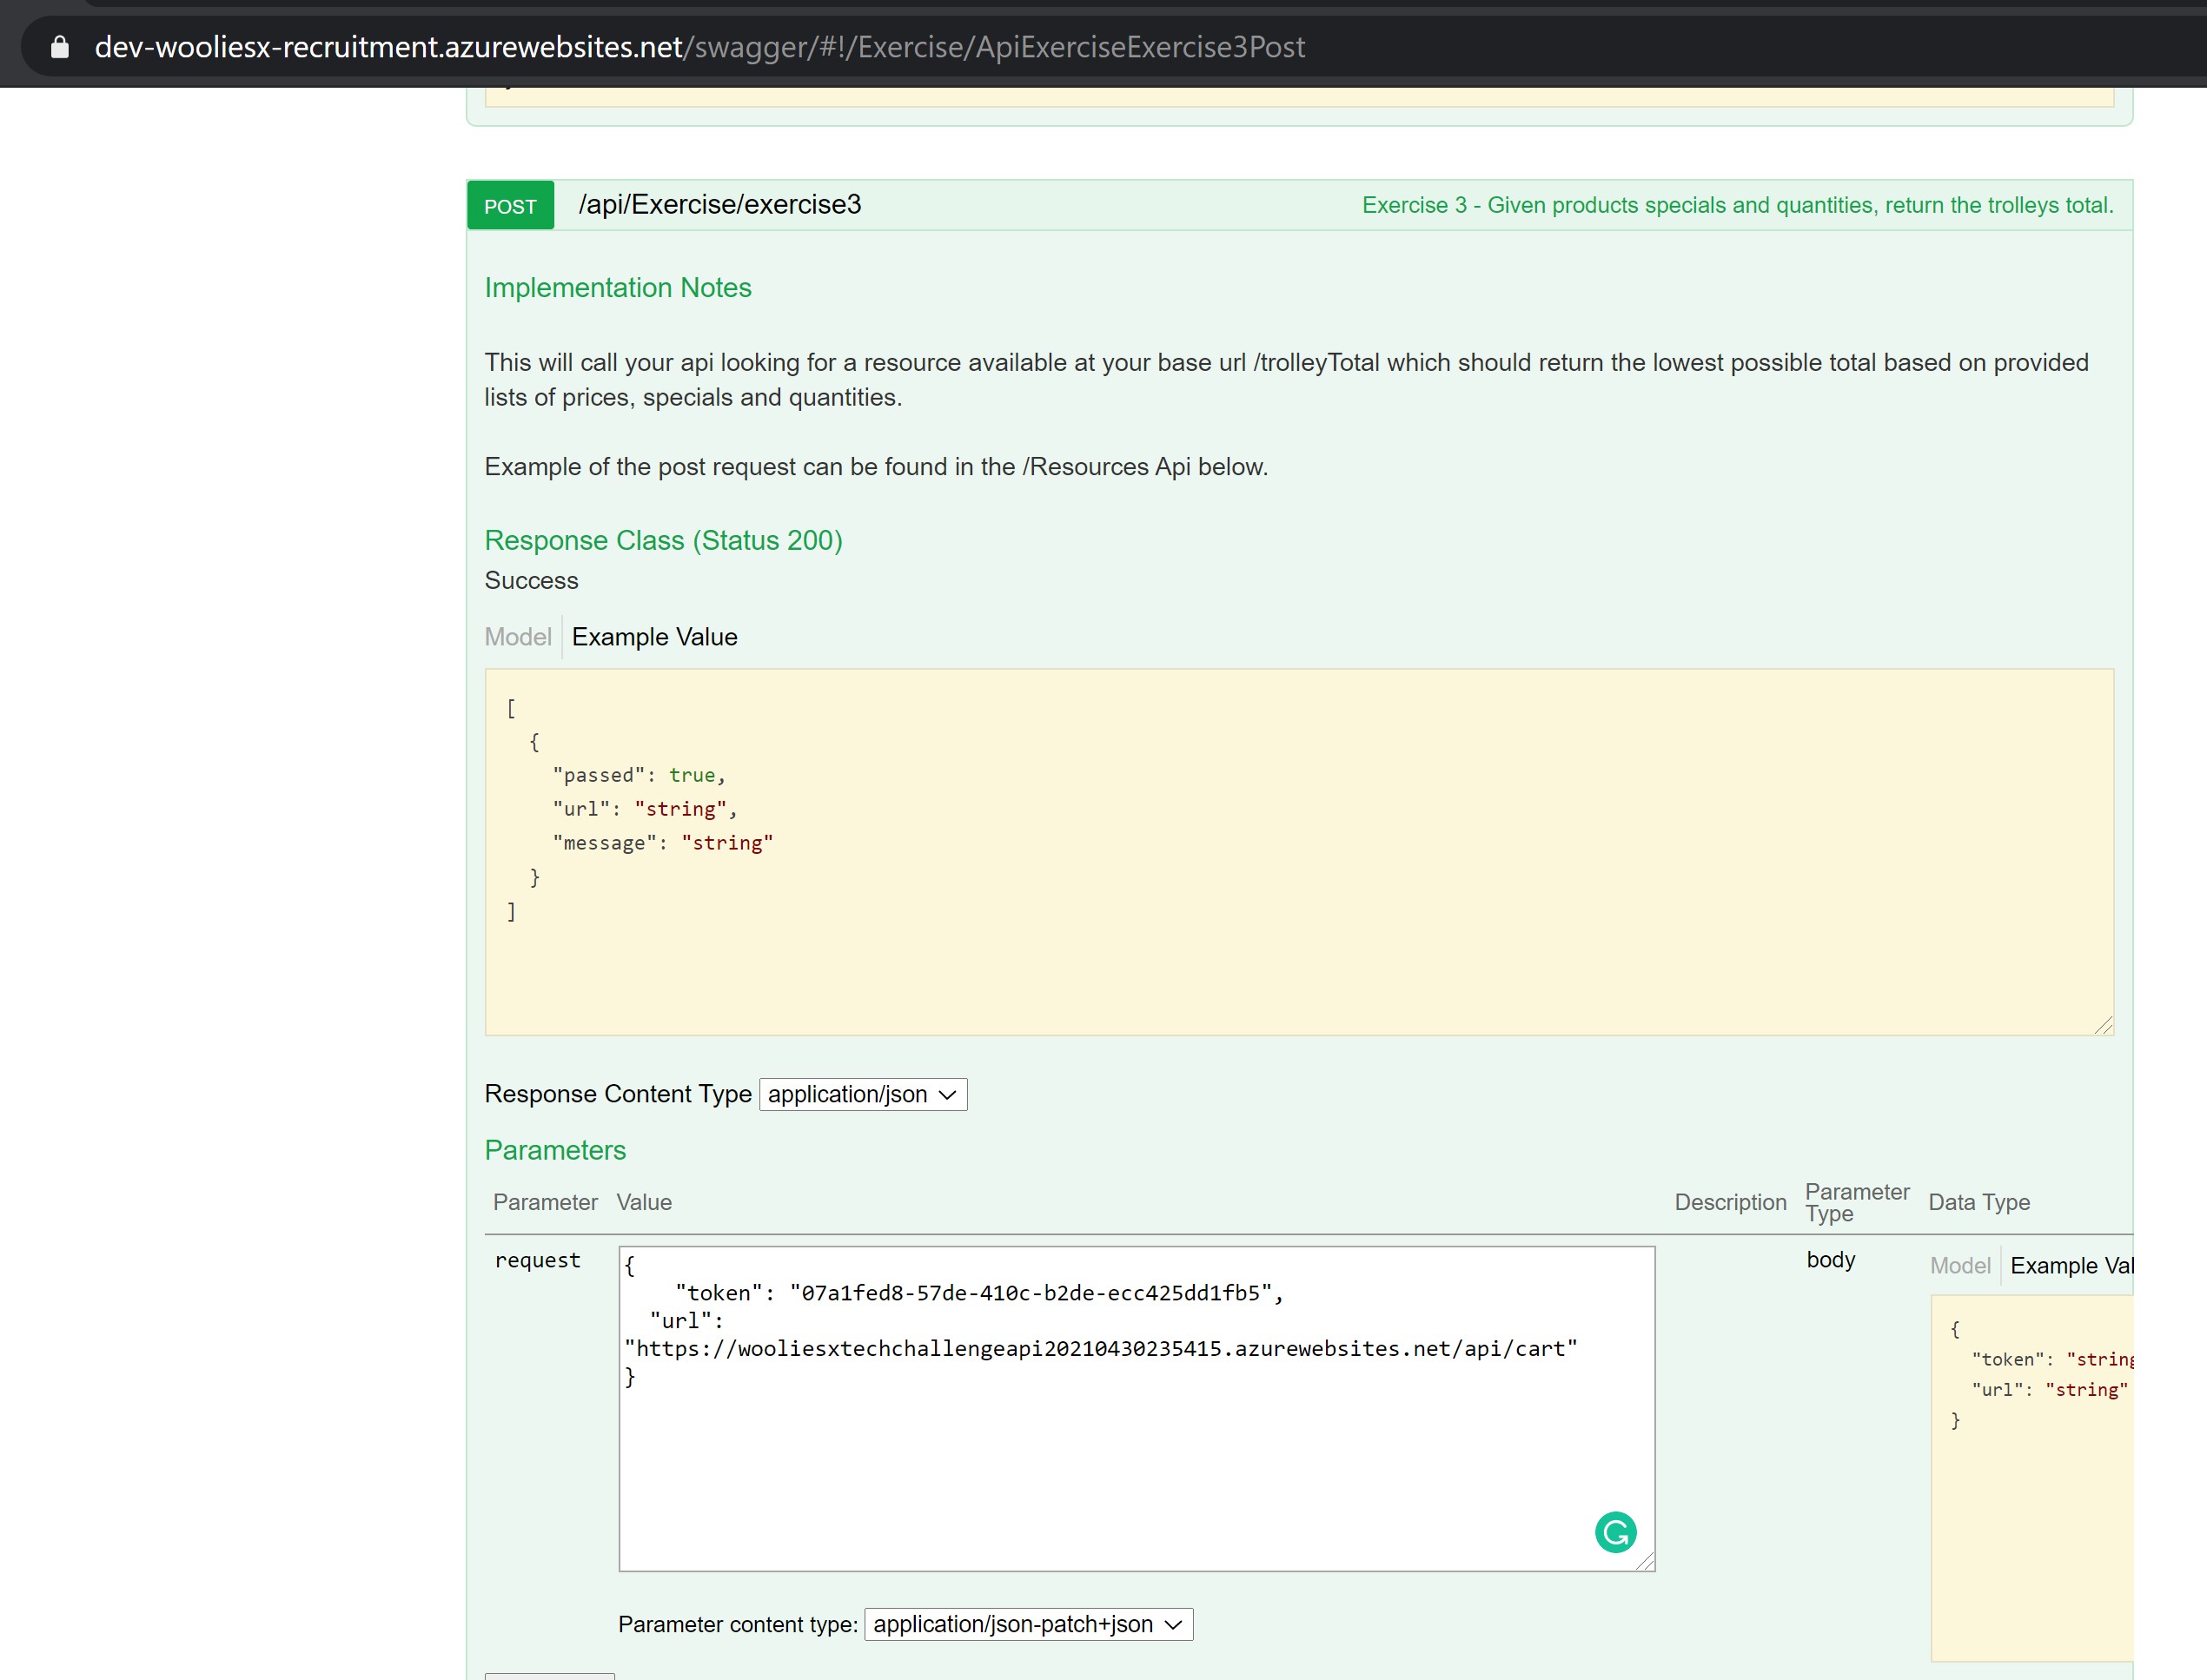 dev-wooliesx-recruitment.azurewebsites.net/swagger/#!/Exercise/ApiExerciseExercise3Post
POST /api/Exercise/exercise3 Exercise 3 - Given products specials and quantities, return the trolleys total.
Implementation Notes
This will call your api looking for a resource available at your base url /trolleyTotal which should return the lowest possible total based on provided
lists of prices, specials and quantities.
Example of the post request can be found in the /Resources Api below.
Response Class (Status 200)
Success
Model Example Value
[
{
"passed": true,
"url": "string",
"message": "string"
}
]
Response Content Type application/json
Parameters
Parameter Value Description Parameter Type Data Type
request
{
"token": "07a1fed8-57de-410c-b2de-ecc425dd1fb5",
"url":
"https://wooliesxtechchallengeapi20210430235415.azurewebsites.net/api/cart"
}
body
Model Example Val
{
"token": "string
"url": "string"
}
Parameter content type: application/json-patch+json